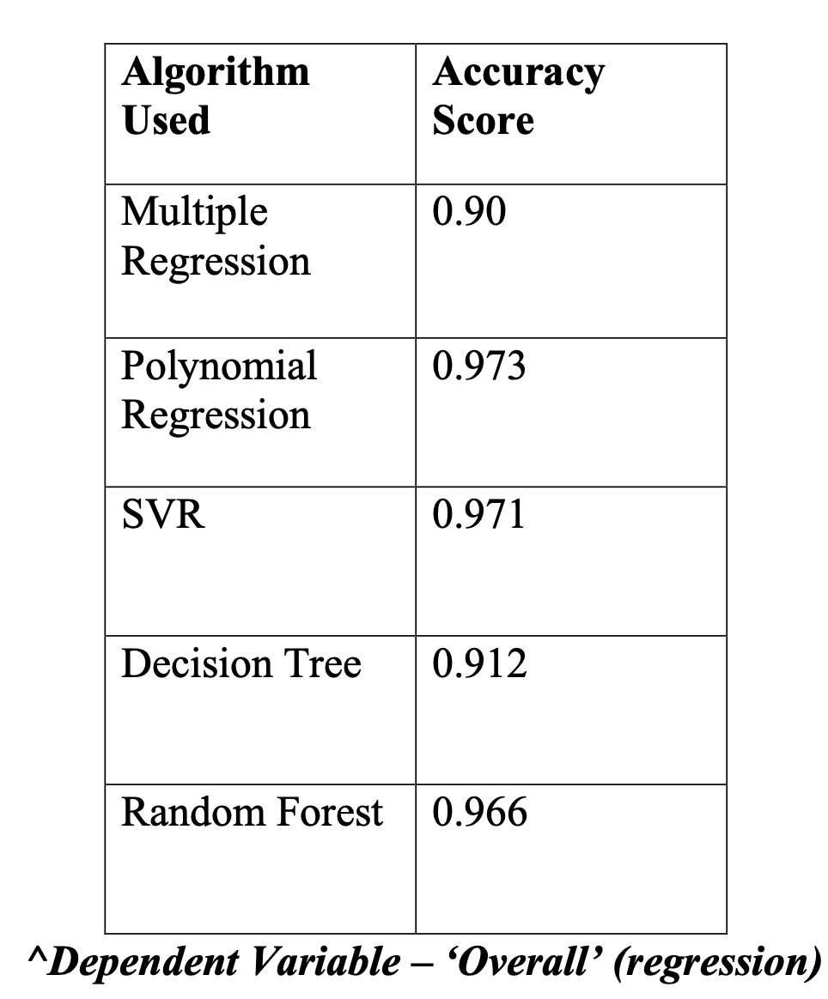 Algorithm
Used
Accuracy
Score
Multiple
Regression
0.90
Polynomial
Regression
0.973
SVR
0.971
Decision Tree
0.912
Random Forest
0.966
^Dependent Variable – ‘Overall’ (regression)